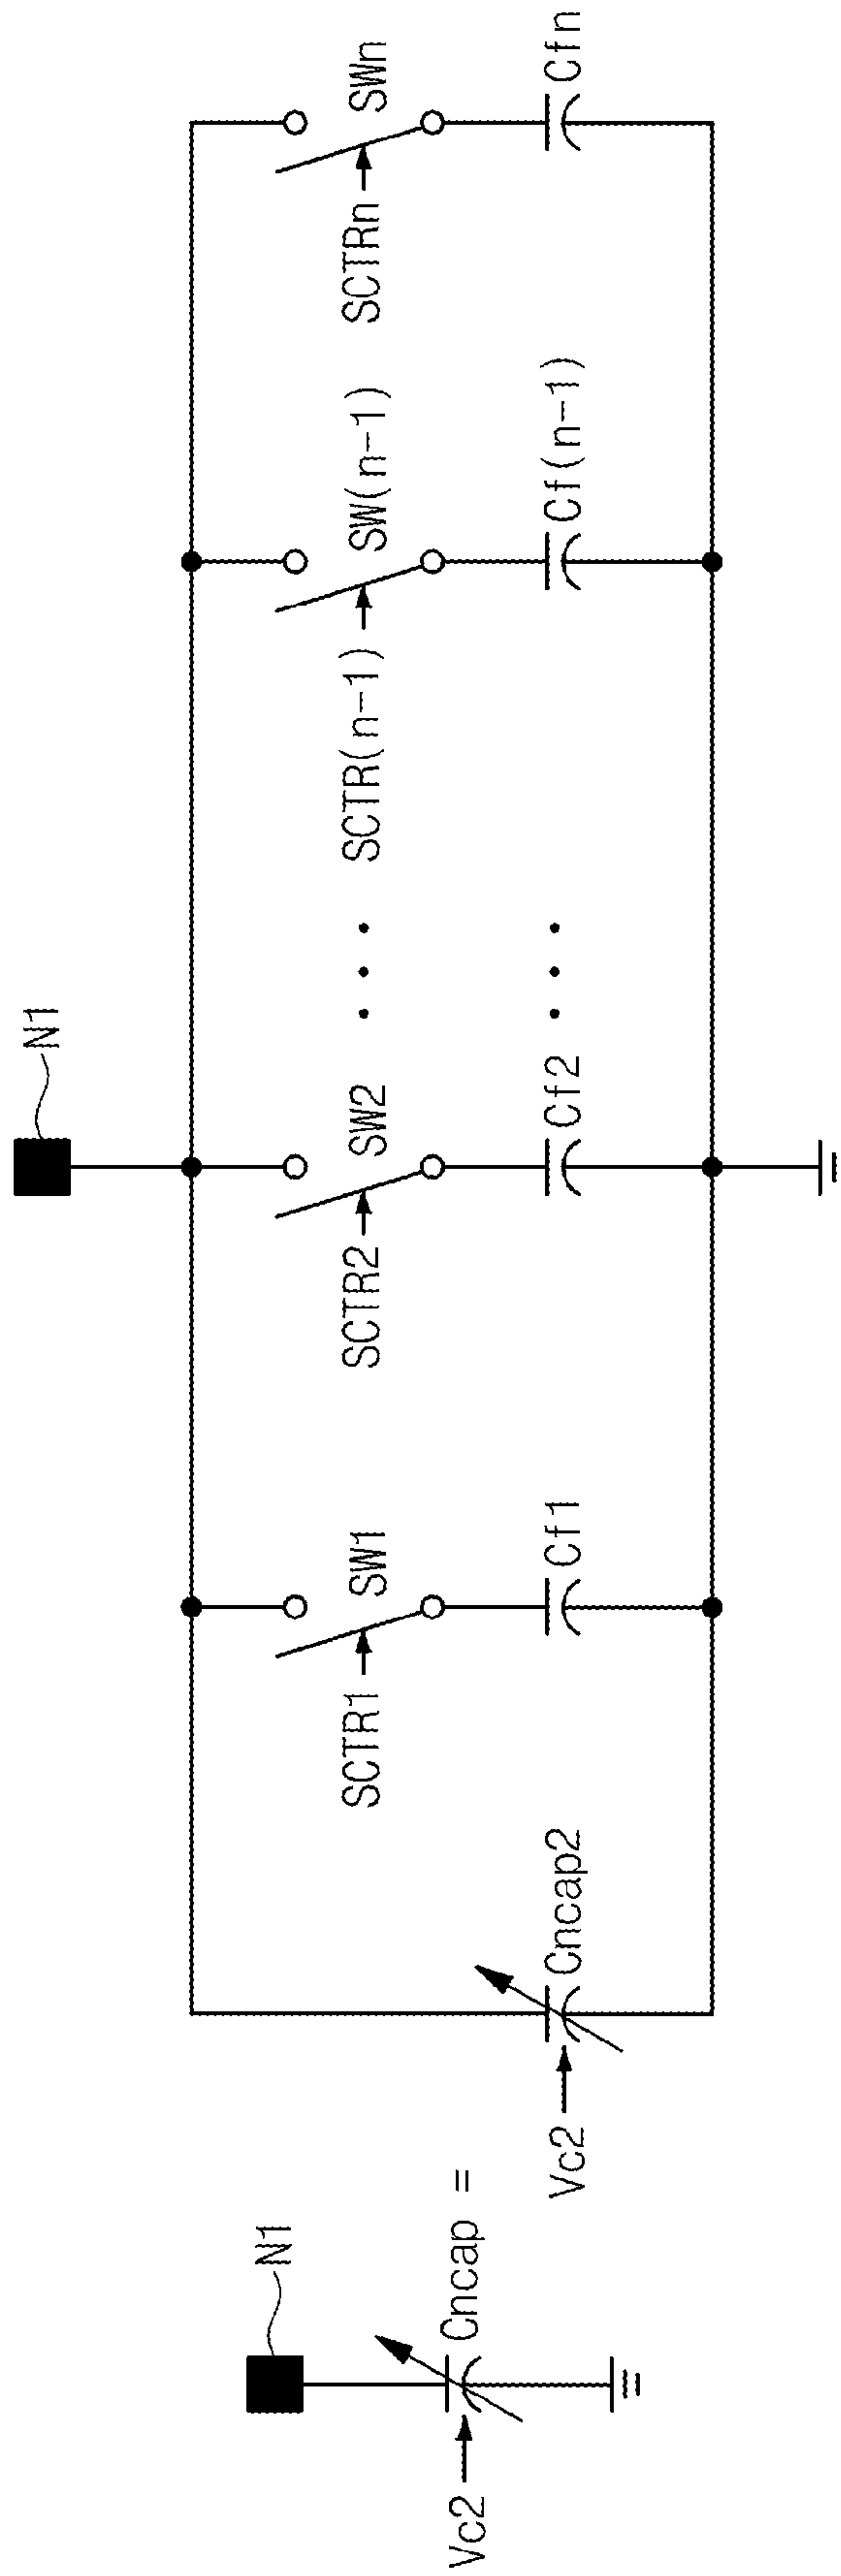 N1
Vc2
Cncap =
N1
Vc2
Cncap2
SCTR1
SW1
Cf1
SCTR2
SW2
Cf2
SCTR(n-1)
SW(n-1)
Cf(n-1)
SCTRn
SWn
Cfn